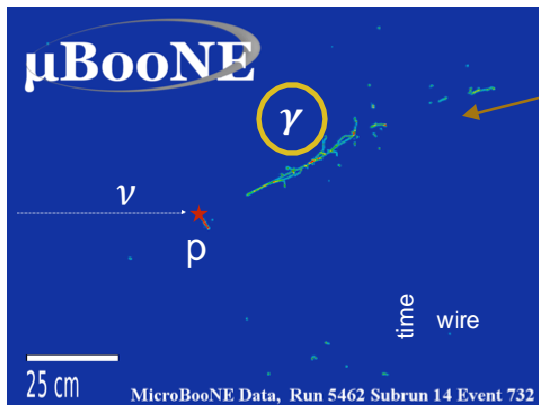 μBooNE
γ
ν
p
time
wire
25 cm
MicroBooNE Data, Run 5462 Subrun 14 Event 732